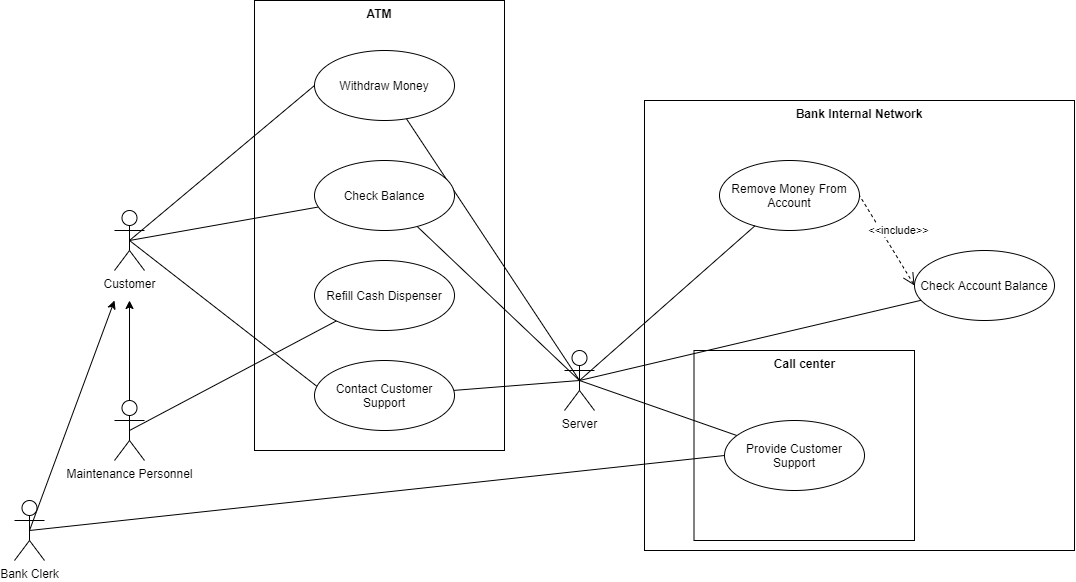 ATM
Withdraw Money
Check Balance
Refill Cash Dispenser
Contact Customer
Support
Customer
Maintenance Personnel
Bank Clerk
Server
Bank Internal Network
Remove Money From
Account
<<include>>
Check Account Balance
Call center
Provide Customer
Support